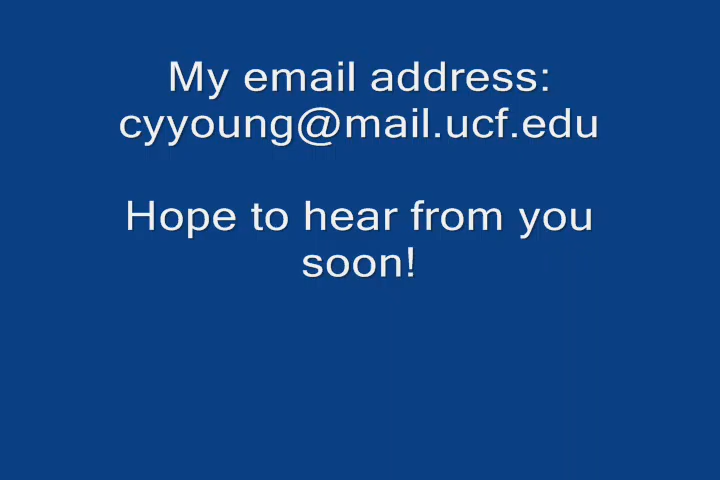 My email address:
cyyoung@mail.ucf.edu
Hope to hear from you
soon!